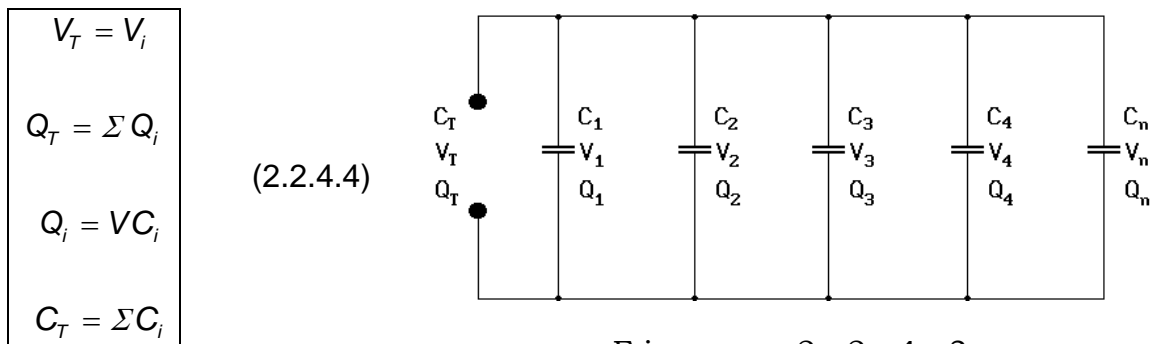 V_T = V_i
Q_T = Σ Q_i
Q_i = VC_i
C_T = ΣC_i
(2.2.4.4)
C_T C_1 C_2 C_3 C_4 C_n
V_T V_1 V_2 V_3 V_4 V_n
Q_T Q_1 Q_2 Q_3 Q_4 Q_n